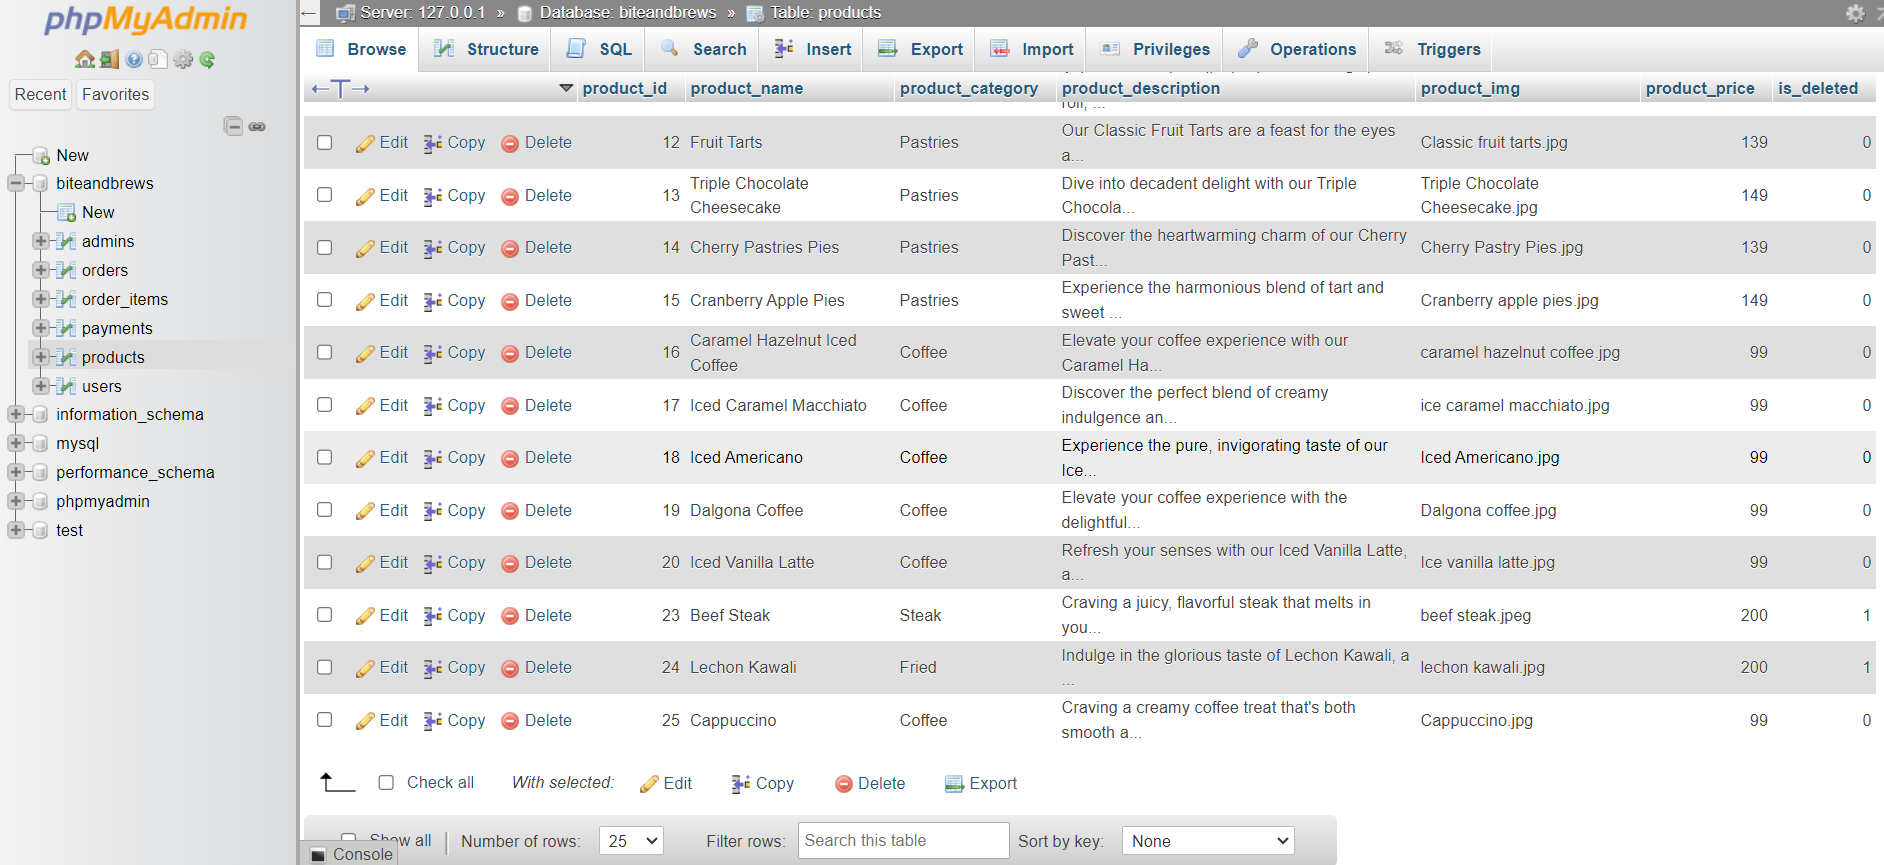 phpMyAdmin
Recent Favorites
New
biteandbrews
New
admins
orders
order_items
payments
products
users
information_schema
mysql
performance_schema
phpmyadmin
test
Server: 127.0.0.1 » Database: biteandbrews » Table: products
Browse Structure SQL Search Insert Export Import Privileges Operations Triggers
product_id product_name product_category product_description product_img product_price is_deleted
roll, ...
Edit Copy Delete 12 Fruit Tarts Pastries Our Classic Fruit Tarts are a feast for the eyes a... Classic fruit tarts.jpg 139 0
Edit Copy Delete 13 Triple Chocolate Cheesecake Pastries Dive into decadent delight with our Triple Chocola... Triple Chocolate Cheesecake.jpg 149 0
Edit Copy Delete 14 Cherry Pastries Pies Pastries Discover the heartwarming charm of our Cherry Past... Cherry Pastry Pies.jpg 139 0
Edit Copy Delete 15 Cranberry Apple Pies Pastries Experience the harmonious blend of tart and sweet ... Cranberry apple pies.jpg 149 0
Edit Copy Delete 16 Caramel Hazelnut Iced Coffee Coffee Elevate your coffee experience with our Caramel Ha... caramel hazelnut coffee.jpg 99 0
Edit Copy Delete 17 Iced Caramel Macchiato Coffee Discover the perfect blend of creamy indulgence an... ice caramel macchiato.jpg 99 0
Edit Copy Delete 18 Iced Americano Coffee Experience the pure, invigorating taste of our Ice... Iced Americano.jpg 99 0
Edit Copy Delete 19 Dalgona Coffee Coffee Elevate your coffee experience with the delightful... Dalgona coffee.jpg 99 0
Edit Copy Delete 20 Iced Vanilla Latte Coffee Refresh your senses with our Iced Vanilla Latte, a... Ice vanilla latte.jpg 99 0
Edit Copy Delete 23 Beef Steak Steak Craving a juicy, flavorful steak that melts in you... beef steak.jpeg 200 1
Edit Copy Delete 24 Lechon Kawali Fried Indulge in the glorious taste of Lechon Kawali, a ... lechon kawali.jpg 200 1
Edit Copy Delete 25 Cappuccino Coffee Craving a creamy coffee treat that's both smooth a... Cappuccino.jpg 99 0
Check all With selected: Edit Copy Delete Export
Show all Number of rows: 25 Filter rows: Search this table Sort by key: None
Console